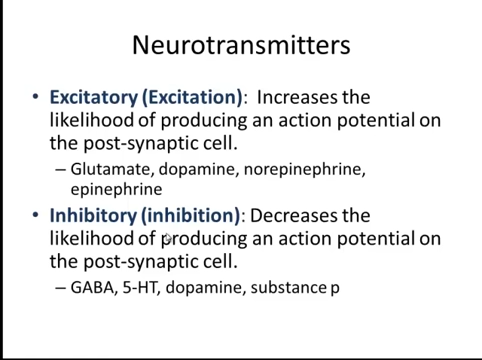 Neurotransmitters
• Excitatory (Excitation): Increases the
likelihood of producing an action potential on
the post-synaptic cell.
– Glutamate, dopamine, norepinephrine,
epinephrine
• Inhibitory (inhibition): Decreases the
likelihood of producing an action potential on
the post-synaptic cell.
– GABA, 5-HT, dopamine, substance p